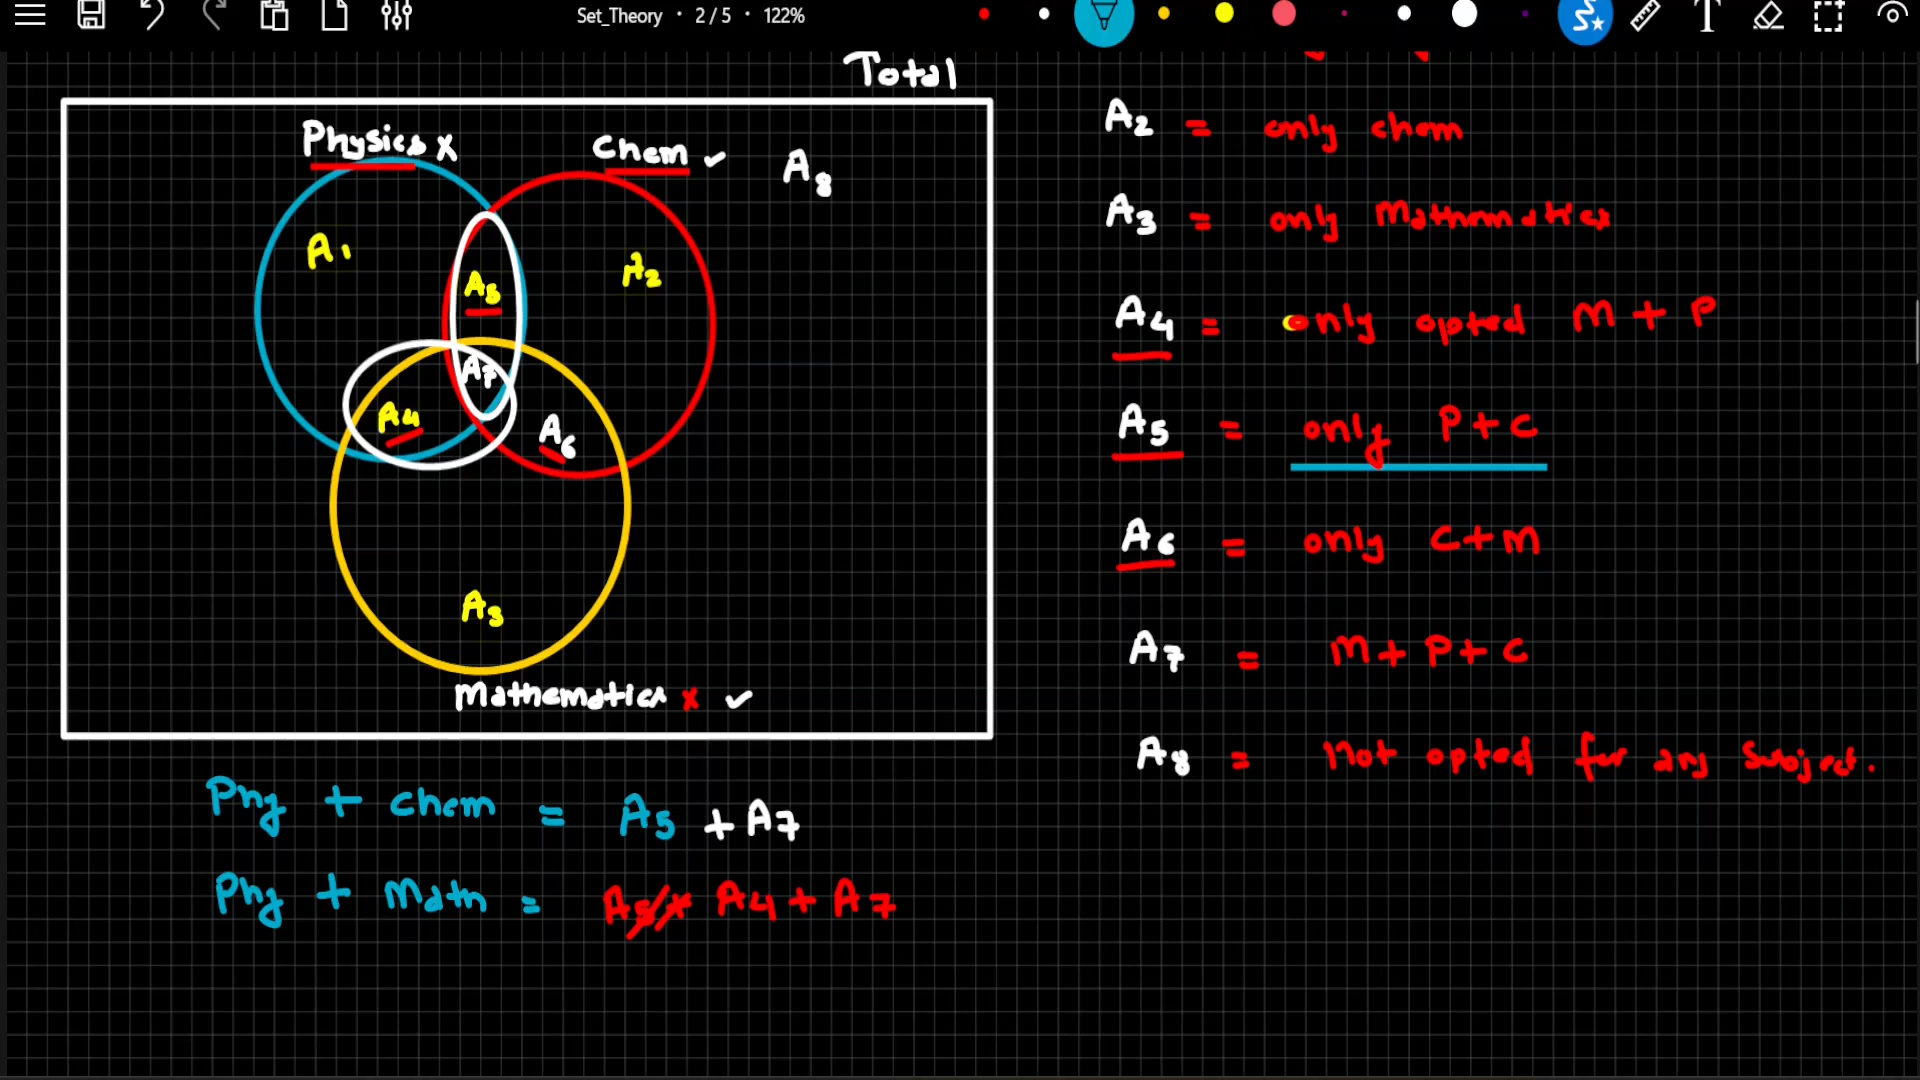 Set_Theory • 2 / 5 • 122%
T
Total
Physics x
Chem ✓
A8
A1
A5
A2
A7
A4
A6
A3
Mathematics x ✓
Phy + chem = A5 + A7
Phy + Math = A5 + A4 + A7
A2 = only chem
A3 = only Mathematics
A4 = only opted M + P
A5 = only P+C
A6 = only C+M
A7 = M+P+C
A8 = Not opted for any subject.